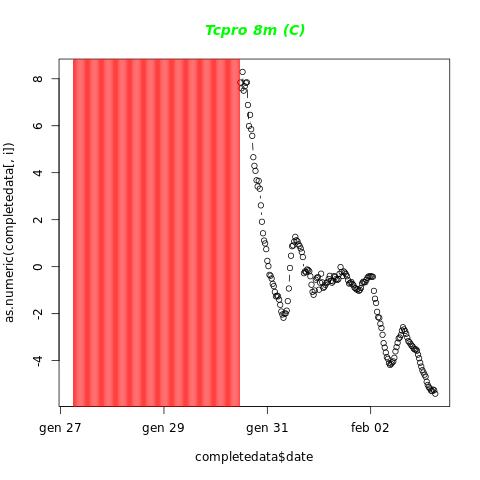 Tcpro 8m (C)
as.numeric(completedata[, i])
8
6
4
2
0
-2
-4
gen 27
gen 29
gen 31
feb 02
completedata$date